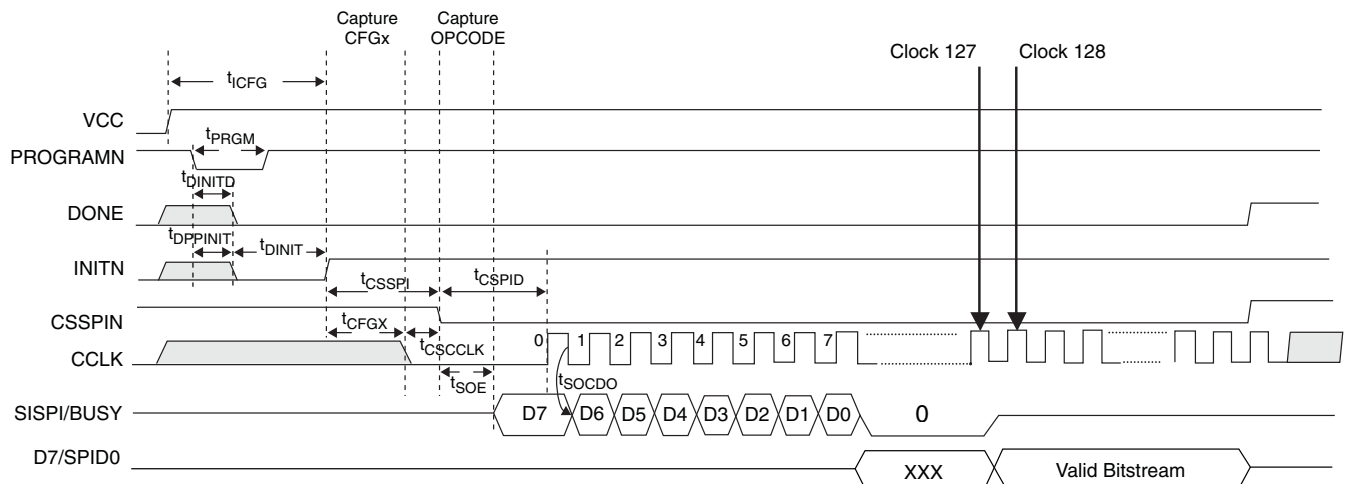 Capture
CFGx
Capture
OPCODE
Clock 127
Clock 128
tICFG
VCC
tPRGM
PROGRAMN
tDINITD
DONE
tDPPINIT
tDINIT
INITN
tCSSPI
tCSPID
CSSPIN
tCFGX
tCSCCLK
0 1 2 3 4 5 6 7
CCLK
tSOE
tSOCDO
SISPI/BUSY
D7 D6 D5 D4 D3 D2 D1 D0 0
D7/SPID0
XXX
Valid Bitstream